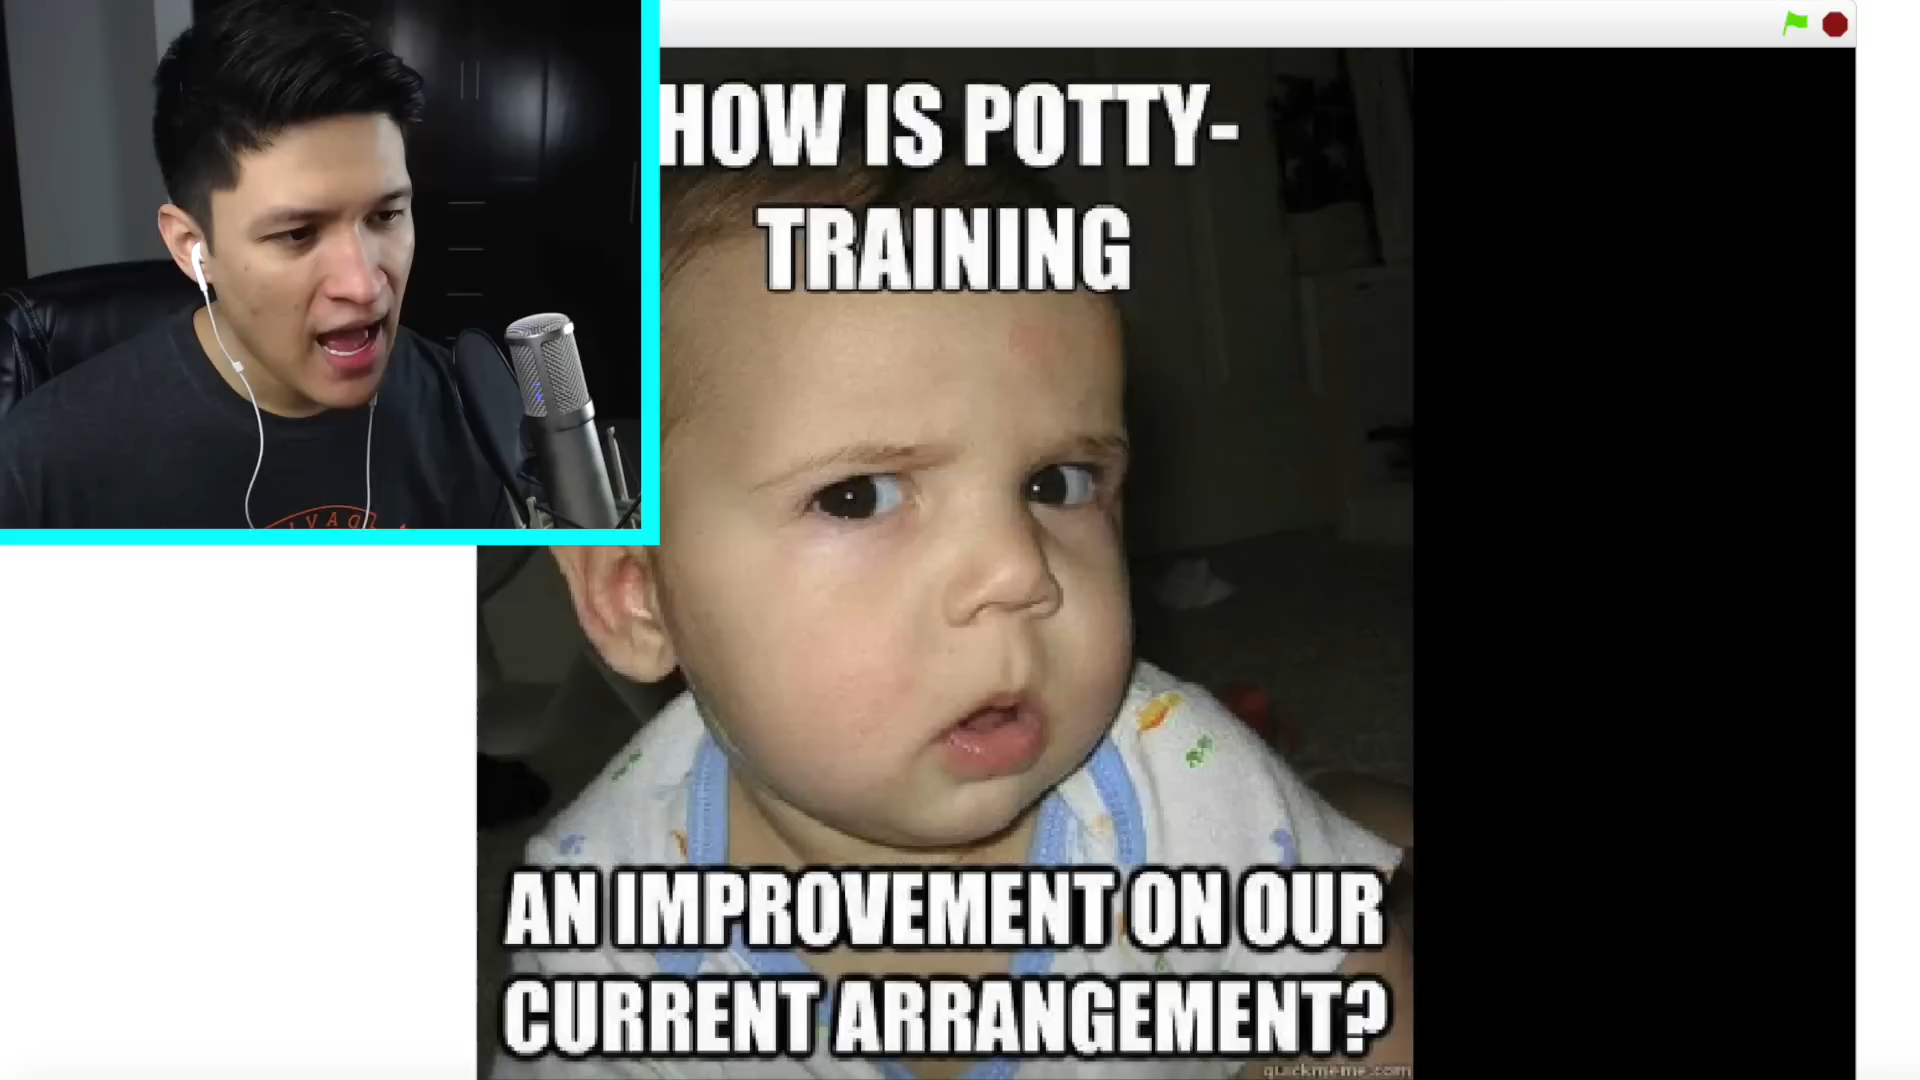 HOW IS POTTY-
TRAINING
AN IMPROVEMENT ON OUR
CURRENT ARRANGEMENT?
quickmeme.com